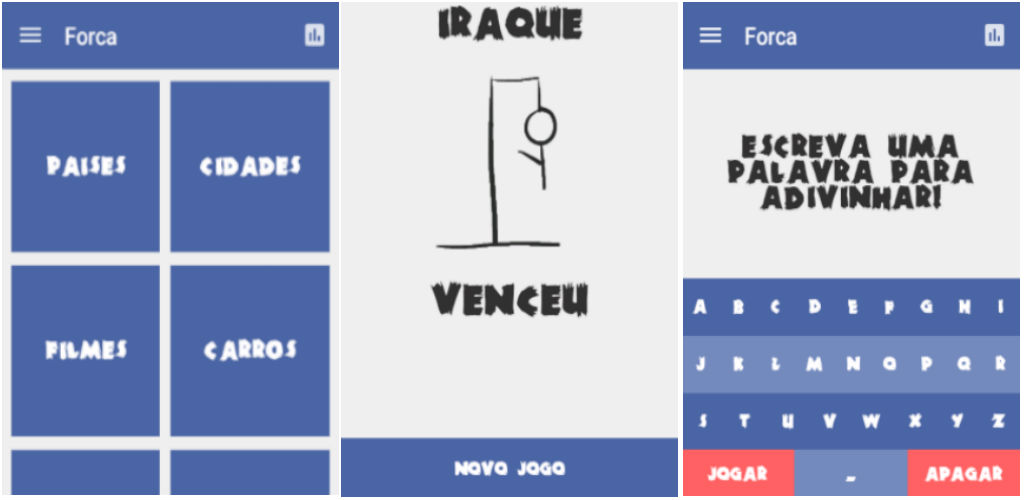 Forca
PAISES CIDADES
FILMES CARROS
IRAQUE
VENCEU
NOVO JOGO
Forca
ESCREVA UMA
PALAVRA PARA
ADIVINHAR!
A B C D E F G H I
J K L M N O P Q R
S T U V W X Y Z
JOGAR _ APAGAR